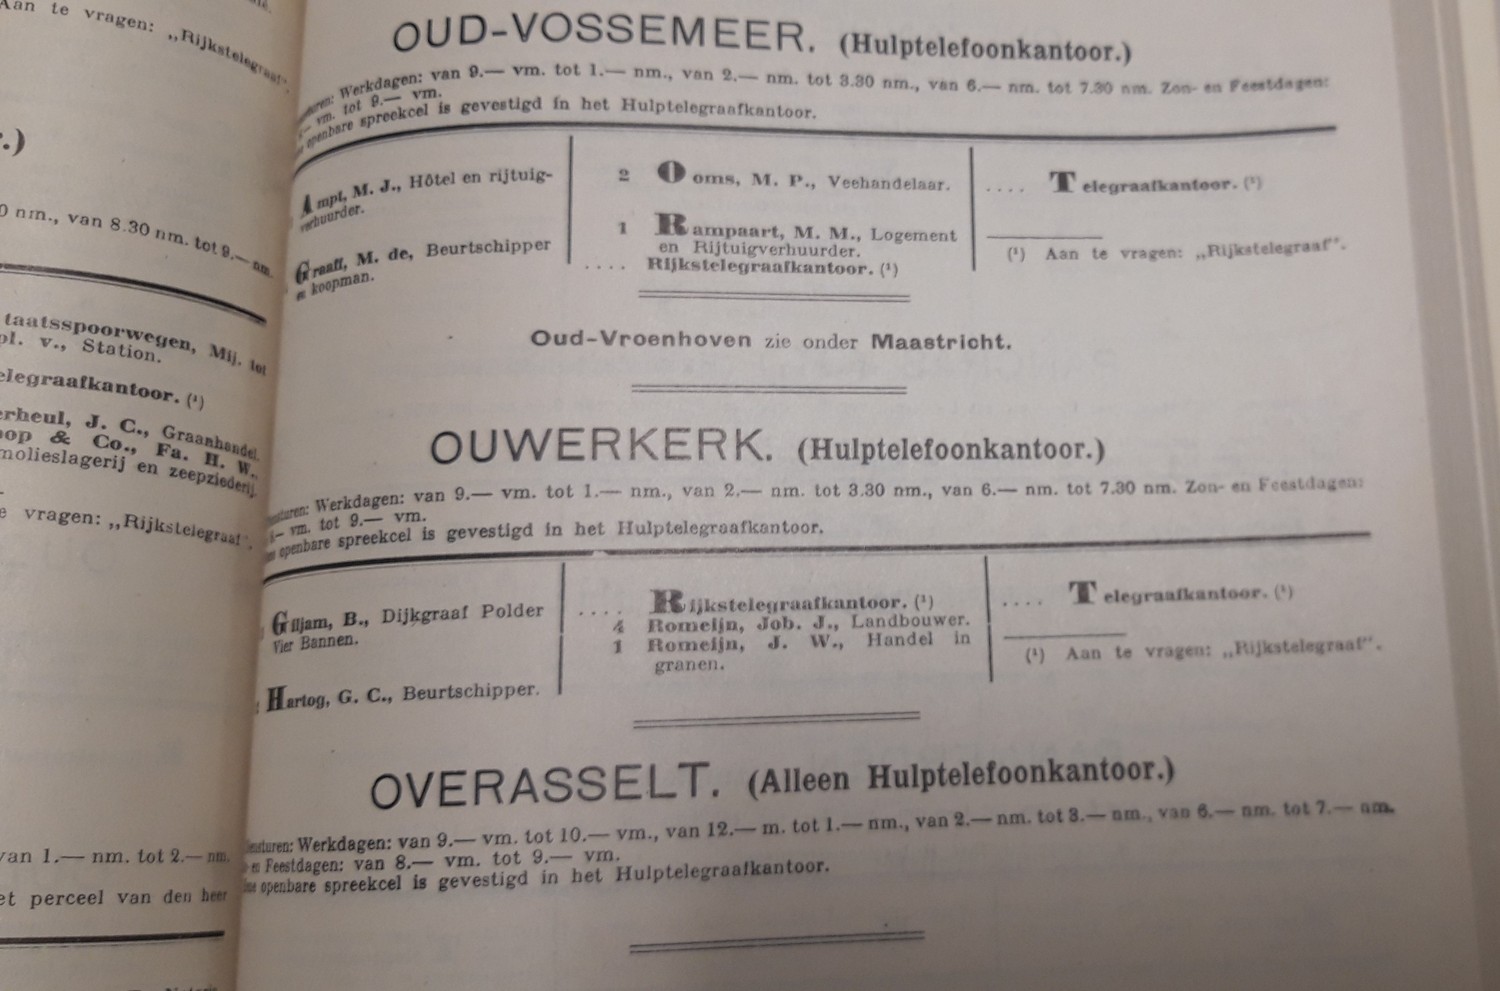 Aan te vragen: „Rijkstelegraaf".
.)
0 nm., van 8.30 nm. tot 9.— nm.
taatsspoorwegen, Mij. tot
pl. v., Station.
elegraafkantoor. (¹)
erheul, J. C., Graanhandel.
oop & Co., Fa. H. W.,
molieslagerij en zeepziederij.
e vragen: „Rijkstelegraaf".
van 1.— nm. tot 2.— nm.
et perceel van den heer
OUD-VOSSEMEER. (Hulptelefoonkantoor.)
Werkdagen: van 9.— vm. tot 1.— nm., van 2.— nm. tot 3.30 nm., van 6.— nm. tot 7.30 nm. Zon- en Feestdagen:
vm. tot 9.— vm.
openbare spreekcel is gevestigd in het Hulptelegraafkantoor.
Ampt, M. J., Hôtel en rijtuig-
verhuurder.
Graaff, M. de, Beurtschipper
en koopman.
2 Ooms, M. P., Veehandelaar.
1 Rampaart, M. M., Logement
en Rijtuigverhuurder.
.... Rijkstelegraafkantoor. (¹)
.... Telegraafkantoor. (¹)
(¹) Aan te vragen: „Rijkstelegraaf".
Oud-Vroenhoven zie onder Maastricht.
OUWERKERK. (Hulptelefoonkantoor.)
Werkdagen: van 9.— vm. tot 1.— nm., van 2.— nm. tot 3.30 nm., van 6.— nm. tot 7.30 nm. Zon- en Feestdagen:
8.— vm. tot 9.— vm.
openbare spreekcel is gevestigd in het Hulptelegraafkantoor.
Giljam, B., Dijkgraaf Polder
Vier Bannen.
Hartog, G. C., Beurtschipper.
.... Rijkstelegraafkantoor. (¹)
4 Romeijn, Job. J., Landbouwer.
1 Romeijn, J. W., Handel in
granen.
.... Telegraafkantoor. (¹)
(¹) Aan te vragen: „Rijkstelegraaf".
OVERASSELT. (Alleen Hulptelefoonkantoor.)
Werkdagen: van 9.— vm. tot 10.— vm., van 12.— m. tot 1.— nm., van 2.— nm. tot 3.— nm., van 6.— nm. tot 7.— nm.
en Feestdagen: van 8.— vm. tot 9.— vm.
openbare spreekcel is gevestigd in het Hulptelegraafkantoor.